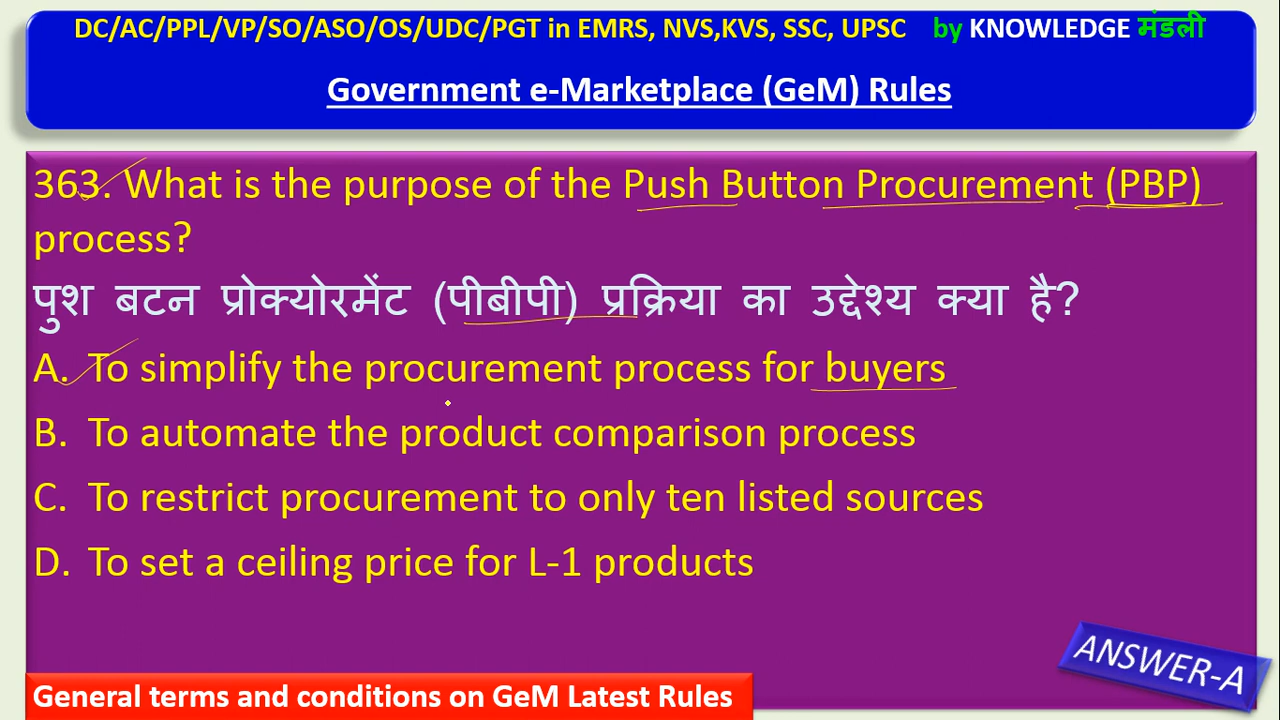 DC/AC/PPL/VP/SO/ASO/OS/UDC/PGT in EMRS, NVS,KVS, SSC, UPSC by KNOWLEDGE मंडली
Government e-Marketplace (GeM) Rules
363. What is the purpose of the Push Button Procurement (PBP)
process?
पुश बटन प्रोक्योरमेंट (पीबीपी) प्रक्रिया का उद्देश्य क्या है?
A. To simplify the procurement process for buyers
B. To automate the product comparison process
C. To restrict procurement to only ten listed sources
D. To set a ceiling price for L-1 products
ANSWER-A
General terms and conditions on GeM Latest Rules